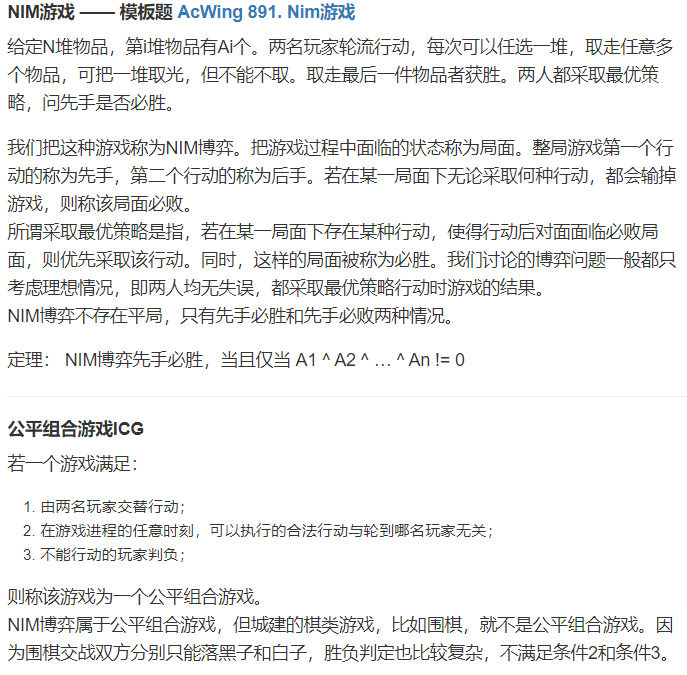 NIM游戏 —— 模板题 AcWing 891. Nim游戏
给定N堆物品，第i堆物品有Ai个。两名玩家轮流行动，每次可以任选一堆，取走任意多
个物品，可把一堆取光，但不能不取。取走最后一件物品者获胜。两人都采取最优策
略，问先手是否必胜。
我们把这种游戏称为NIM博弈。把游戏过程中面临的状态称为局面。整局游戏第一个行
动的称为先手，第二个行动的称为后手。若在某一局面下无论采取何种行动，都会输掉
游戏，则称该局面必败。
所谓采取最优策略是指，若在某一局面下存在某种行动，使得行动后对面面临必败局
面，则优先采取该行动。同时，这样的局面被称为必胜。我们讨论的博弈问题一般都只
考虑理想情况，即两人均无失误，都采取最优策略行动时游戏的结果。
NIM博弈不存在平局，只有先手必胜和先手必败两种情况。
定理： NIM博弈先手必胜，当且仅当 A1 ^ A2 ^ … ^ An != 0
公平组合游戏ICG
若一个游戏满足：
1. 由两名玩家交替行动；
2. 在游戏进程的任意时刻，可以执行的合法行动与轮到哪名玩家无关；
3. 不能行动的玩家判负；
则称该游戏为一个公平组合游戏。
NIM博弈属于公平组合游戏，但城建的棋类游戏，比如围棋，就不是公平组合游戏。因
为围棋交战双方分别只能落黑子和白子，胜负判定也比较复杂，不满足条件2和条件3。